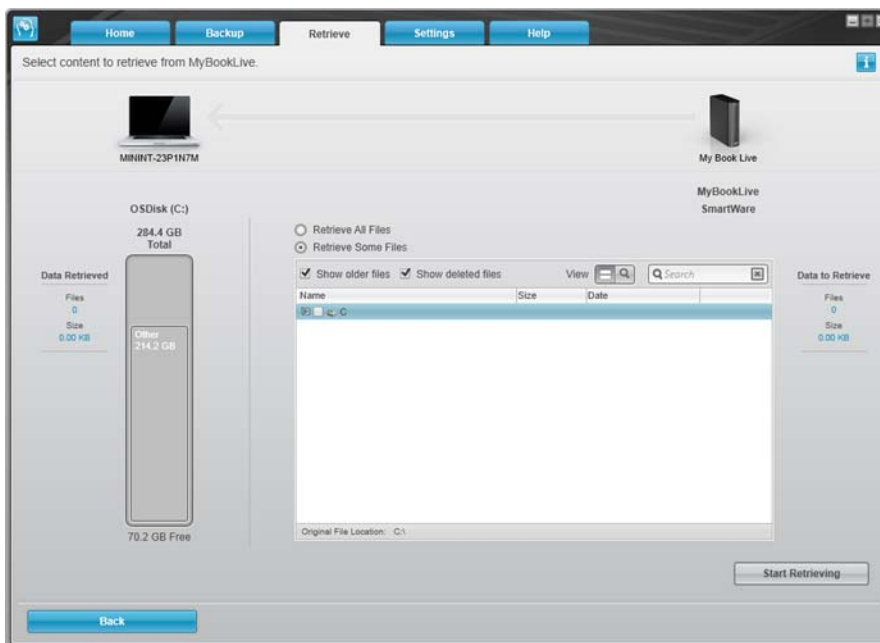 Home Backup Retrieve Settings Help
Select content to retrieve from MyBookLive.
MININT-23P1N7M
My Book Live
MyBookLive
SmartWare
OSDisk (C:)
284.4 GB
Total
Retrieve All Files
Retrieve Some Files
Data Retrieved
Files
0
Size
0.00 KB
Other
214.2 GB
70.2 GB Free
Show older files Show deleted files View Search
Name Size Date
C
Original File Location: C:\
Data to Retrieve
Files
0
Size
0.00 KB
Start Retrieving
Back